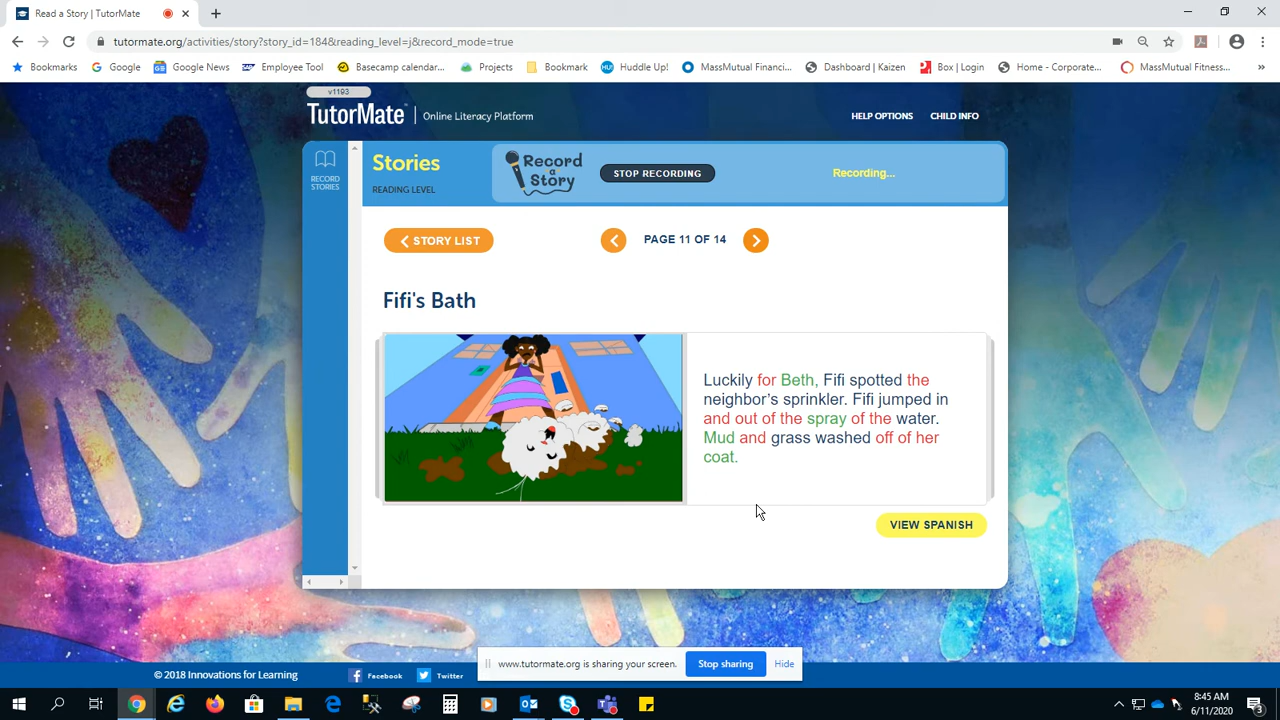 Read a Story | TutorMate
tutormate.org/activities/story?story_id=184&reading_level=j&record_mode=true
Bookmarks Google Google News Employee Tool Basecamp calendar... Projects Bookmark Huddle Up! MassMutual Financi... Dashboard | Kaizen Box | Login Home - Corporate... MassMutual Fitness... »
v1193
TutorMate Online Literacy Platform
HELP OPTIONS CHILD INFO
RECORD
STORIES
Stories
READING LEVEL
Record
a
Story
STOP RECORDING
Recording...
STORY LIST
PAGE 11 OF 14
Fifi's Bath
Luckily for Beth, Fifi spotted the
neighbor’s sprinkler. Fifi jumped in
and out of the spray of the water.
Mud and grass washed off of her
coat.
VIEW SPANISH
www.tutormate.org is sharing your screen. Stop sharing Hide
© 2018 Innovations for Learning Facebook Twitter
8:45 AM
6/11/2020
3